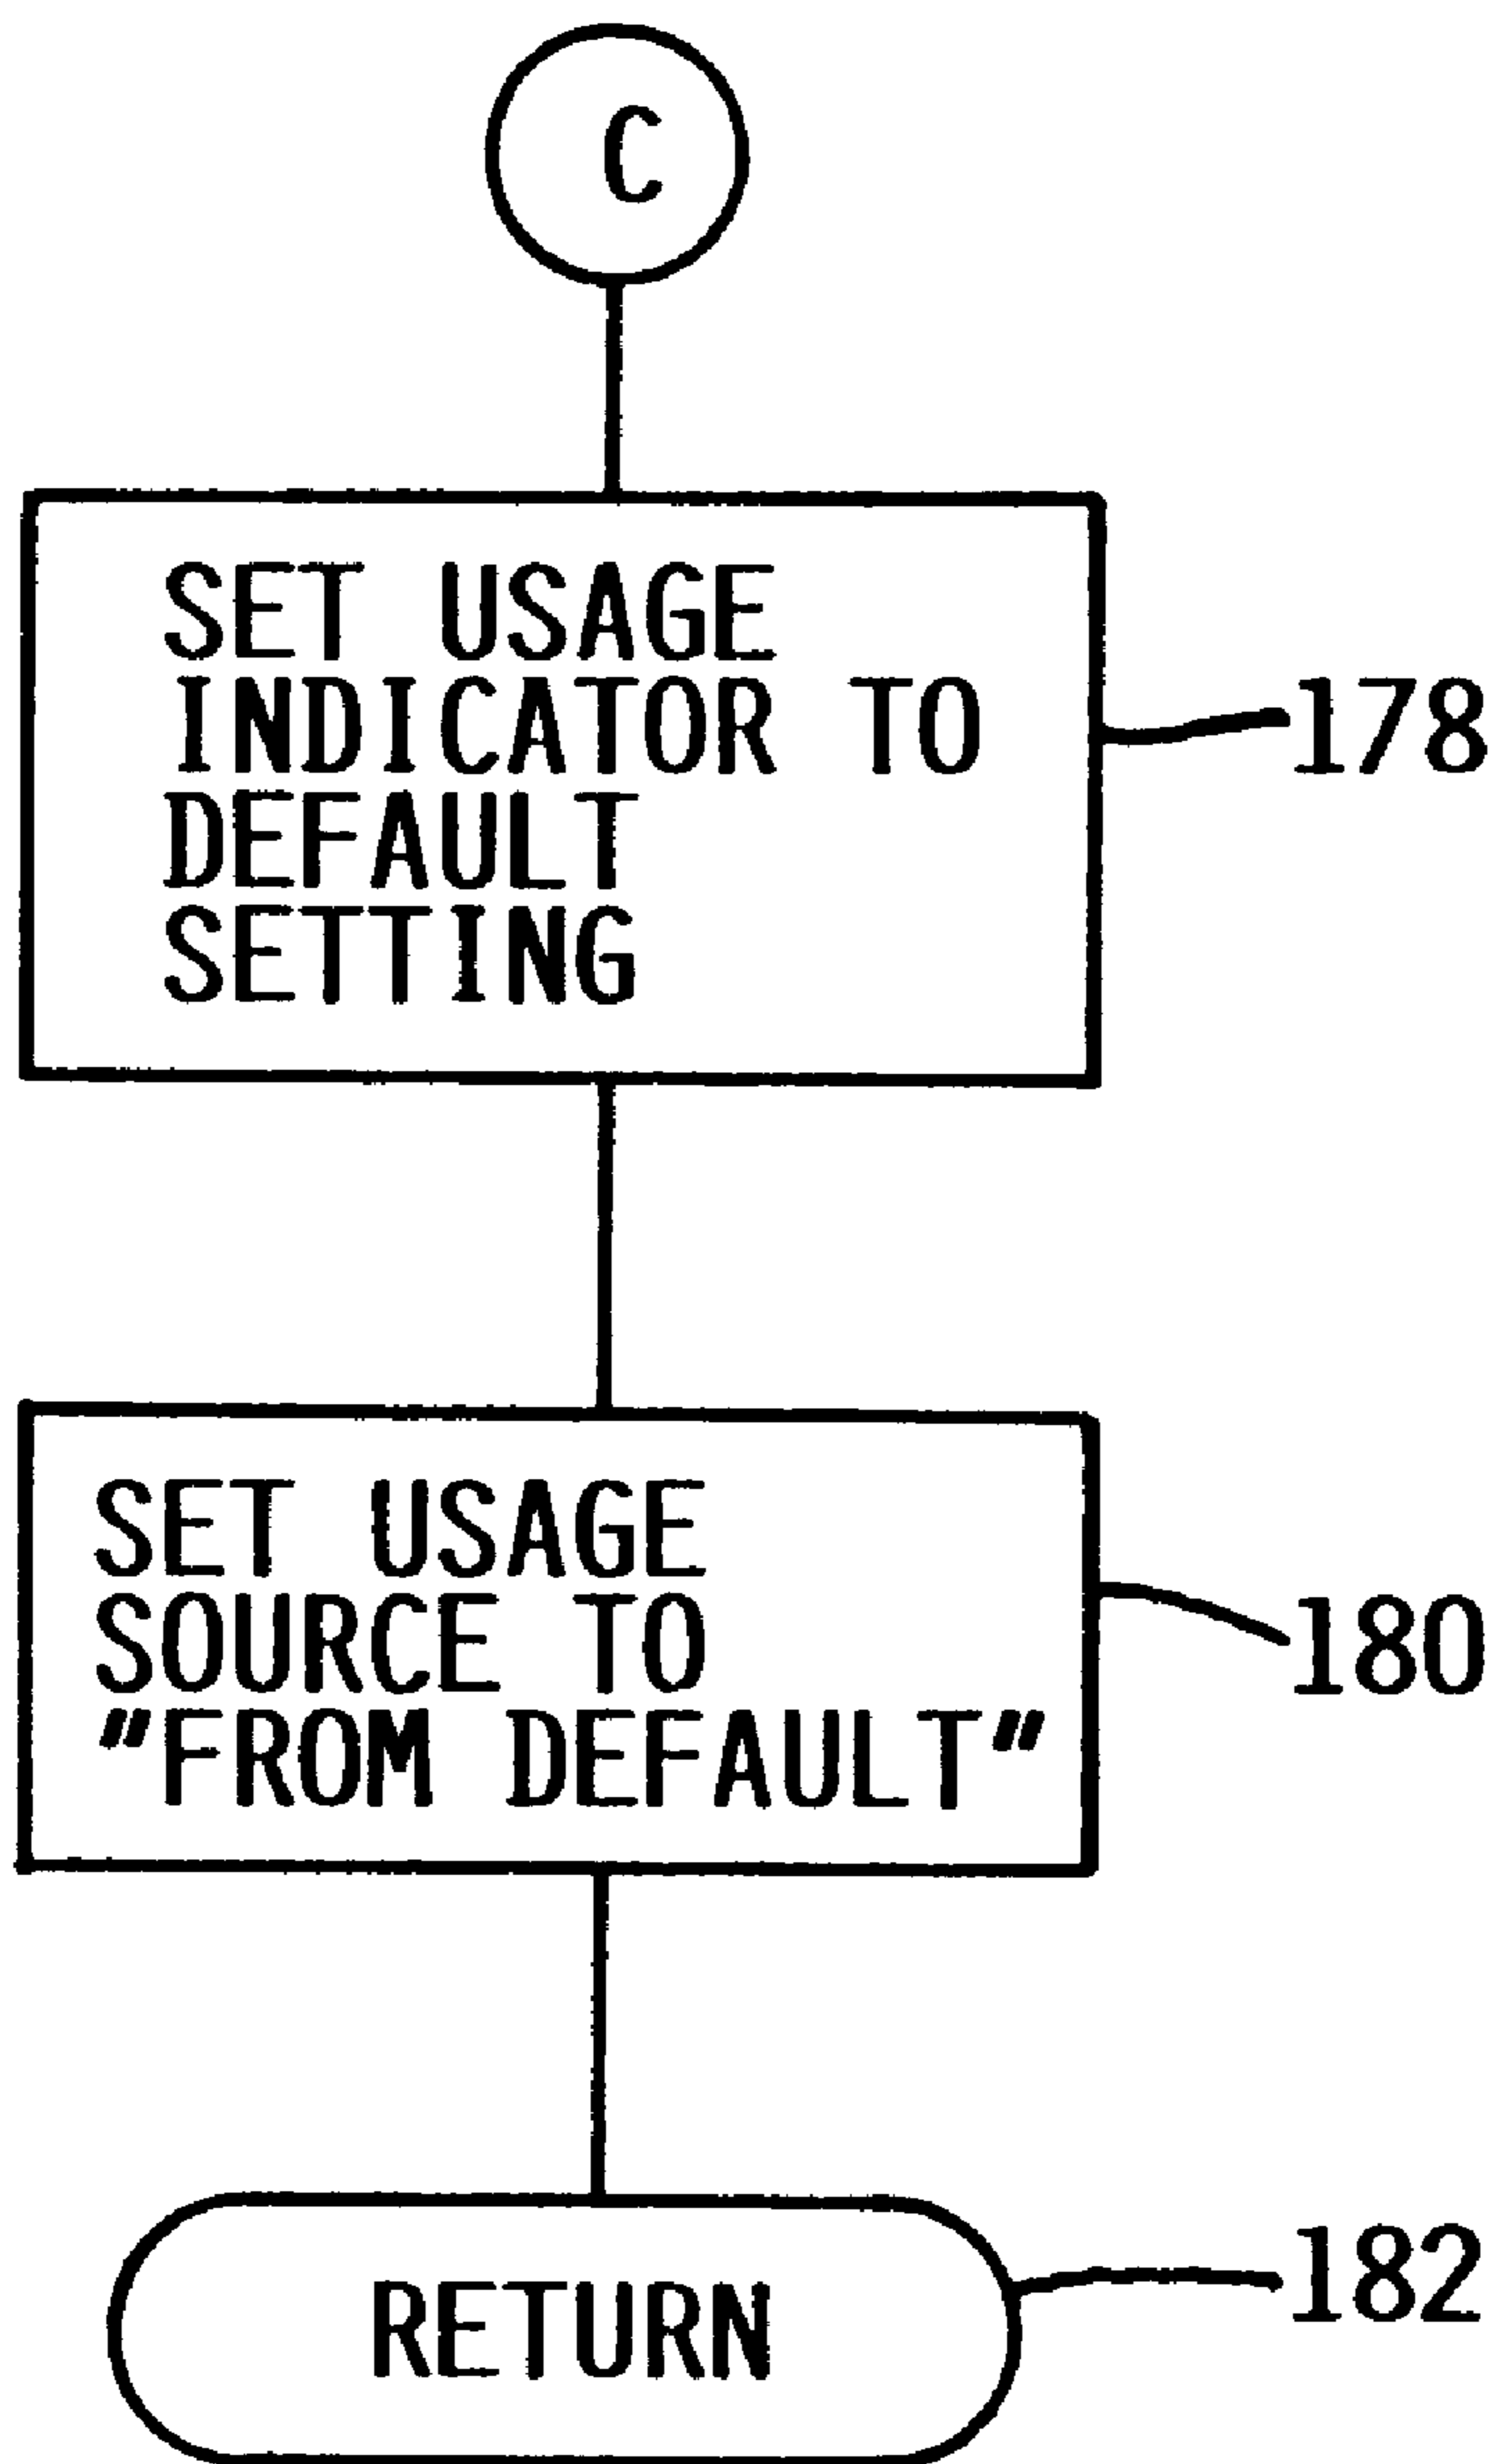 C
SET USAGE
INDICATOR TO
DEFAULT
SETTING
178
SET USAGE
SOURCE TO
"FROM DEFAULT"
180
RETURN
182